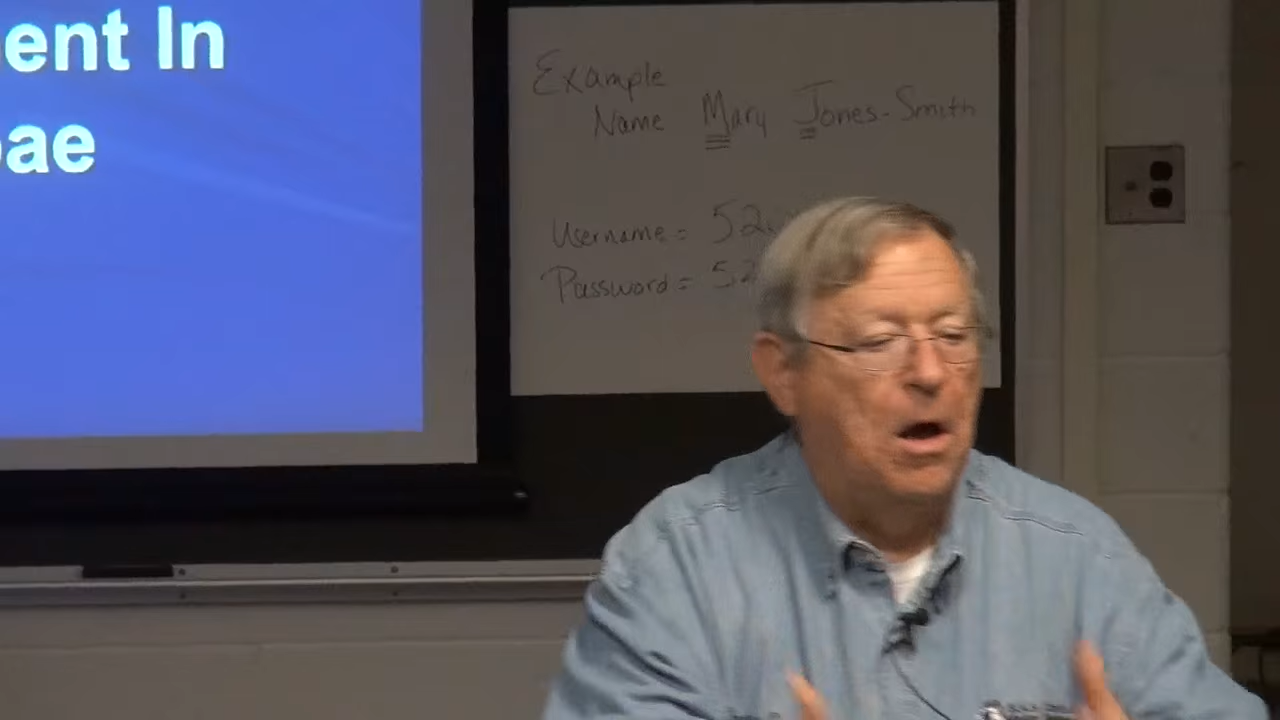 ent In
ae
Example
Name Mary Jones-Smith
Username = 52
Password = 52